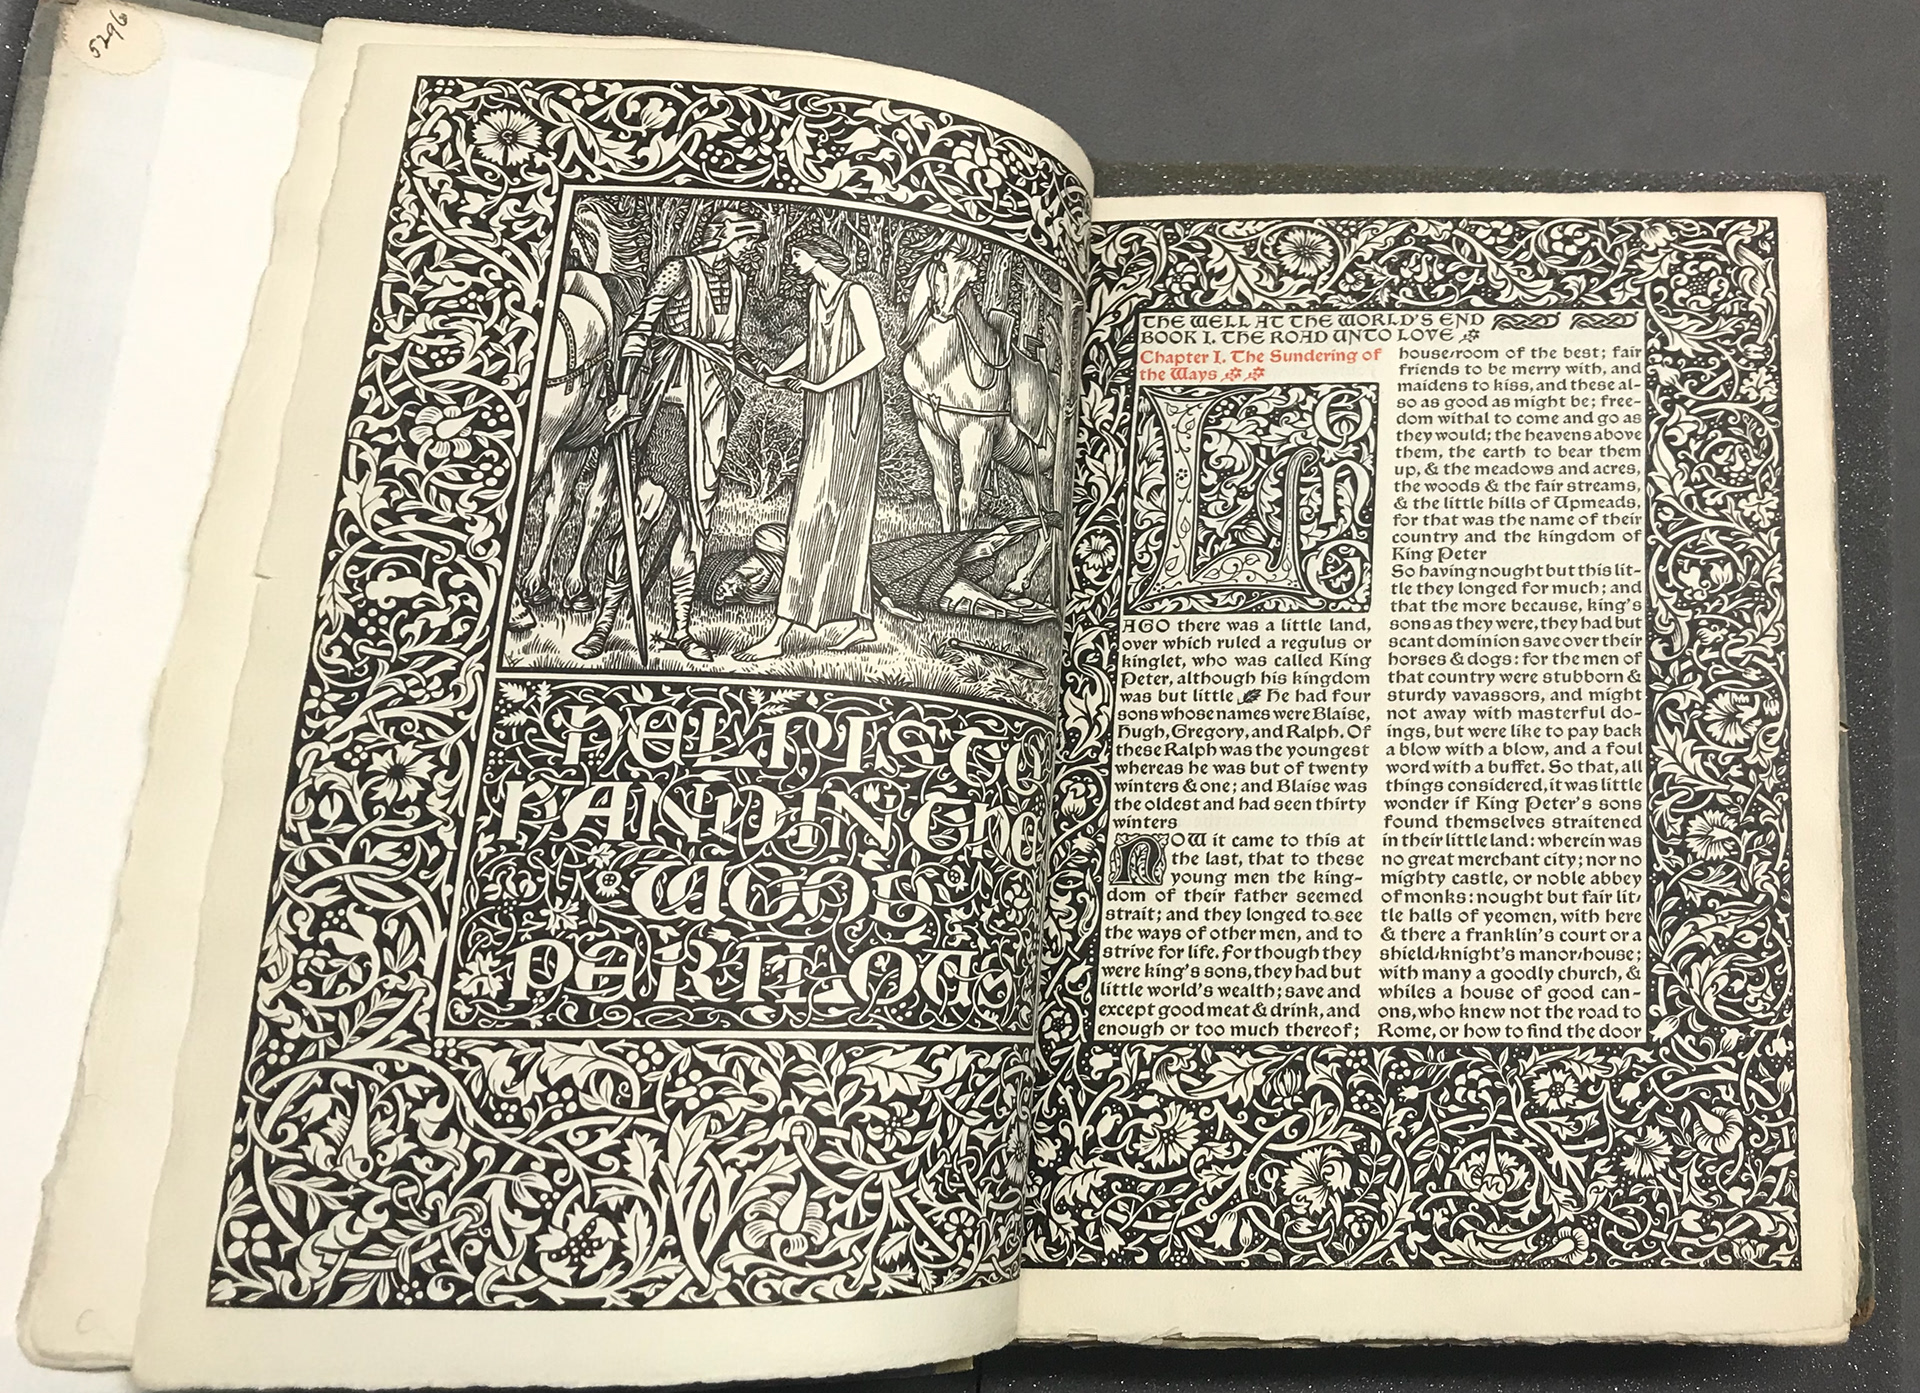 5296
HELP IS TO
HAND IN THE
WOOD
PERILOUS
THE WELL AT THE WORLD'S END
BOOK I. THE ROAD UNTO LOVE
Chapter I. The Sundering of
the Ways
LONG
AGO there was a little land,
over which ruled a regulus or
kinglet, who was called King
Peter, although his kingdom
was but little He had four
sons whose names were Blaise,
Hugh, Gregory, and Ralph. Of
these Ralph was the youngest
whereas he was but of twenty
winters & one; and Blaise was
the oldest and had seen thirty
winters
NOW it came to this at
the last, that to these
young men the king-
dom of their father seemed
strait; and they longed to see
the ways of other men, and to
strive for life. For though they
were king's sons, they had but
little world's wealth; save and
except good meat & drink, and
enough or too much thereof;
house-room of the best; fair
friends to be merry with, and
maidens to kiss, and these al-
so as good as might be; free-
dom withal to come and go as
they would; the heavens above
them, the earth to bear them
up, & the meadows and acres,
the woods & the fair streams,
& the little hills of Upmeads,
for that was the name of their
country and the kingdom of
King Peter
So having nought but this lit-
tle they longed for much; and
that the more because, king's
sons as they were, they had but
scant dominion save over their
horses & dogs: for the men of
that country were stubborn &
sturdy vavassors, and might
not away with masterful do-
ings, but were like to pay back
a blow with a blow, and a foul
word with a buffet. So that, all
things considered, it was little
wonder if King Peter's sons
found themselves straitened
in their little land: wherein was
no great merchant city; nor no
mighty castle, or noble abbey
of monks: nought but fair lit-
tle halls of yeomen, with here
& there a franklin's court or a
shield-knight's manor-house;
with many a goodly church, &
whiles a house of good can-
ons, who knew not the road to
Rome, or how to find the door